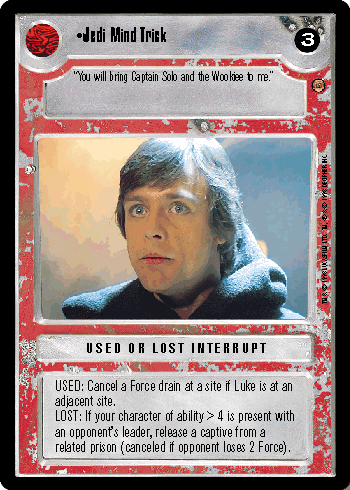 •Jedi Mind Trick
3
"You will bring Captain Solo and the Wookiee to me."
USED OR LOST INTERRUPT
USED: Cancel a Force drain at a site if Luke is at an
adjacent site.
LOST: If your character of ability > 4 is present with
an opponent's leader, release a captive from a
related prison (canceled if opponent loses 2 Force).